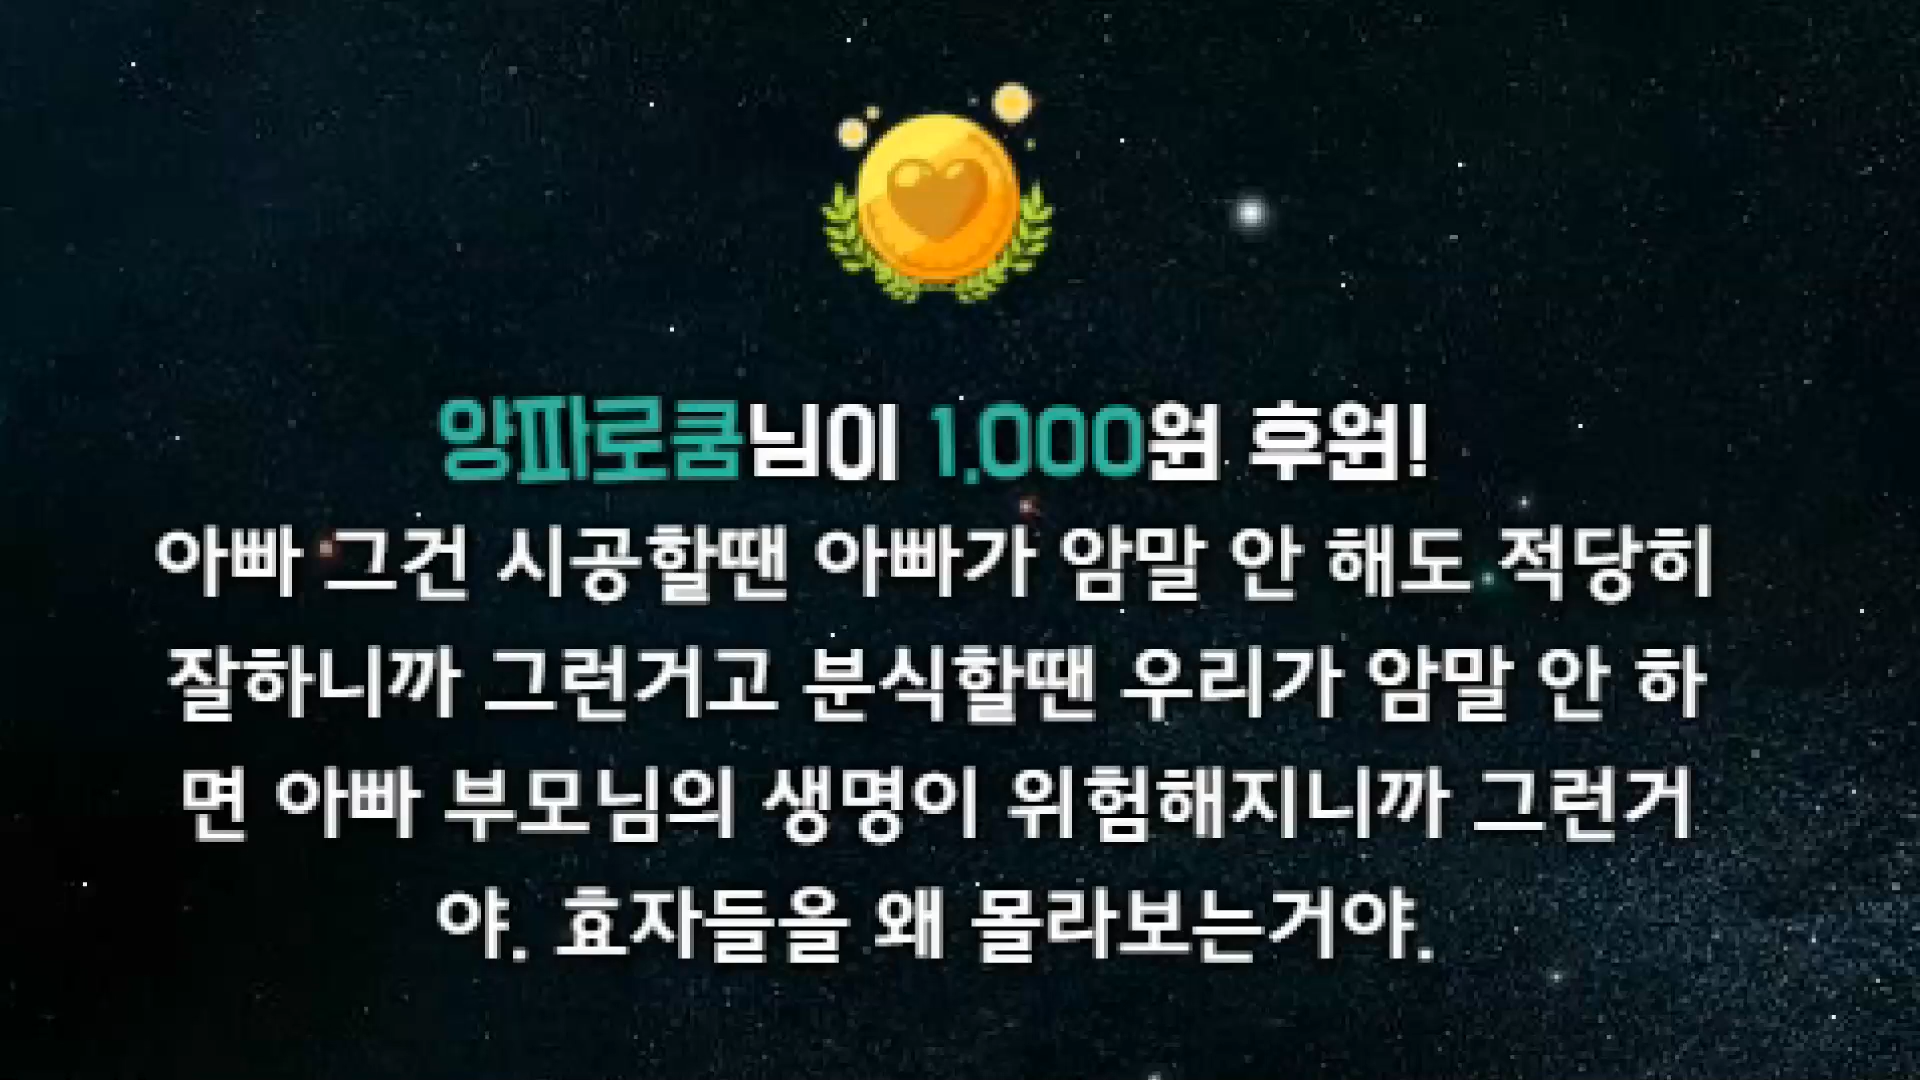 앙파로쿰님이 1,000원 후원!
아빠 그건 시공할땐 아빠가 암말 안 해도 적당히
잘하니까 그런거고 분식할땐 우리가 암말 안 하
면 아빠 부모님의 생명이 위험해지니까 그런거
야. 효자들을 왜 몰라보는거야.